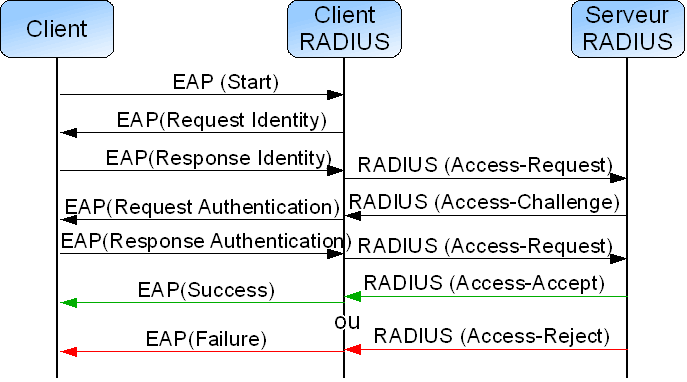 Client
Client
RADIUS
Serveur
RADIUS
EAP (Start)
EAP(Request Identity)
EAP(Response Identity)
RADIUS (Access-Request)
RADIUS (Access-Challenge)
EAP(Request Authentication)
EAP(Response Authentication)
RADIUS (Access-Request)
RADIUS (Access-Accept)
EAP(Success)
ou
RADIUS (Access-Reject)
EAP(Failure)